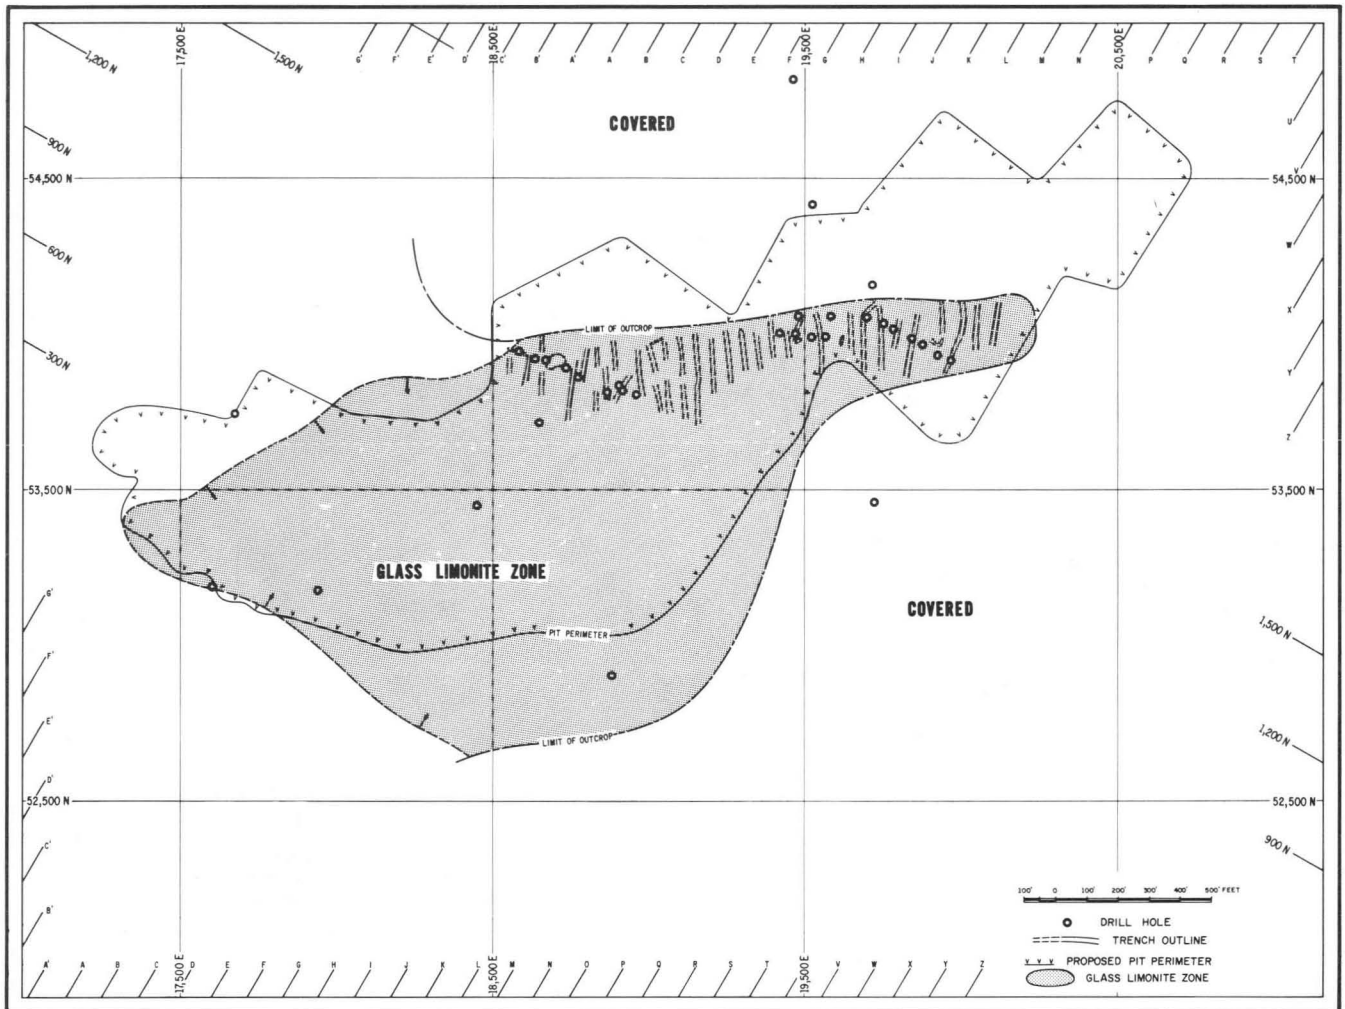 1,200 N
17,500 E
1,500 N
G' F' E' D' 18,500E C' B' A' A B C D E F 19,500 E G H I J K L M N 20,500 E P Q R S T
COVERED
900 N
U
54,500 N
54,500 N
V
600 N
W
X
LIMIT OF OUTCROP
300 N
Y
Z
53,500 N
53,500 N
GLASS LIMONITE ZONE
G'
COVERED
1,500 N
PIT PERIMETER
F'
E'
1,200 N
LIMIT OF OUTCROP
D'
52,500 N
52,500 N
C'
900 N
100' 0 100' 200' 300' 400' 500' FEET
B'
DRILL HOLE
TRENCH OUTLINE
PROPOSED PIT PERIMETER
GLASS LIMONITE ZONE
A' A B C D 17,500E E F G H I J K L 18,500E M N O P Q R S T 19,500 E V W X Y Z